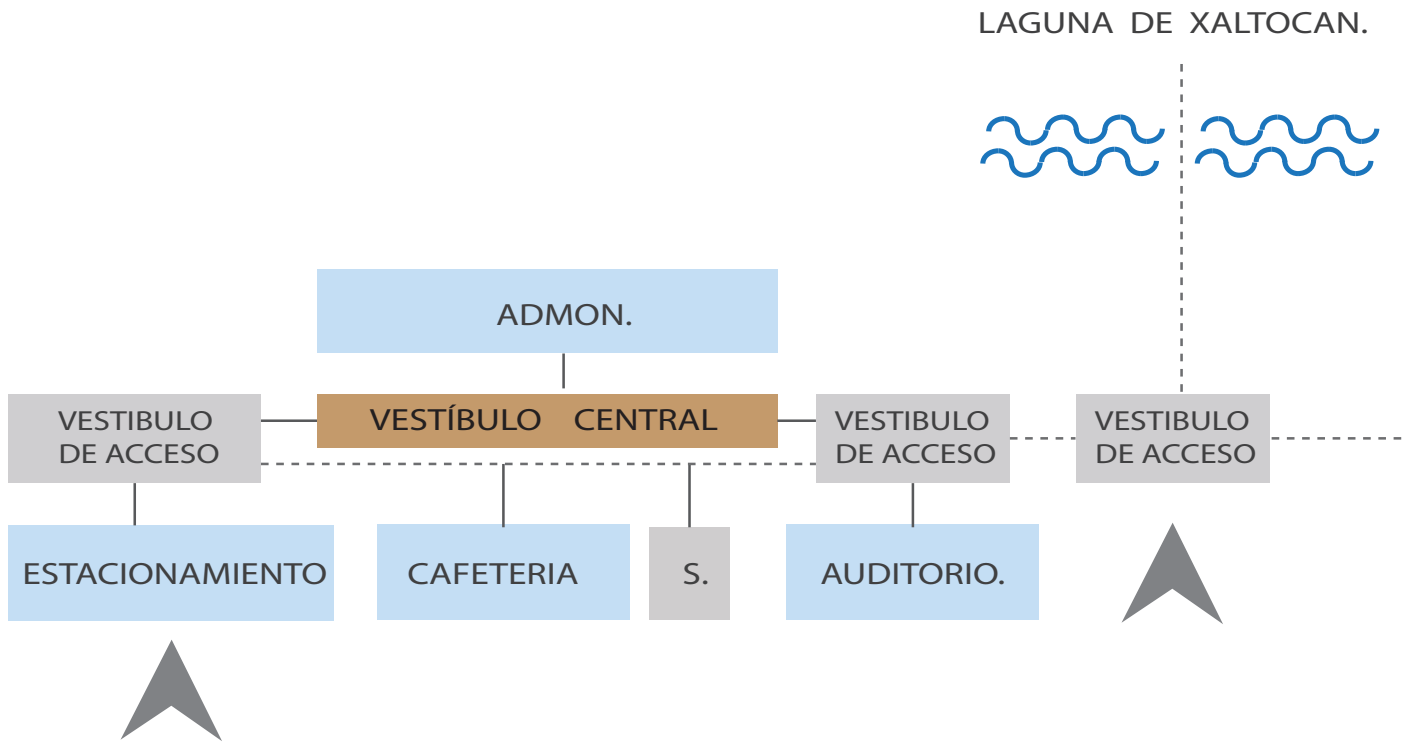 LAGUNA DE XALTOCAN.
ADMON.
VESTIBULO
DE ACCESO
VESTÍBULO CENTRAL
VESTIBULO
DE ACCESO
VESTIBULO
DE ACCESO
ESTACIONAMIENTO
CAFETERIA
S.
AUDITORIO.